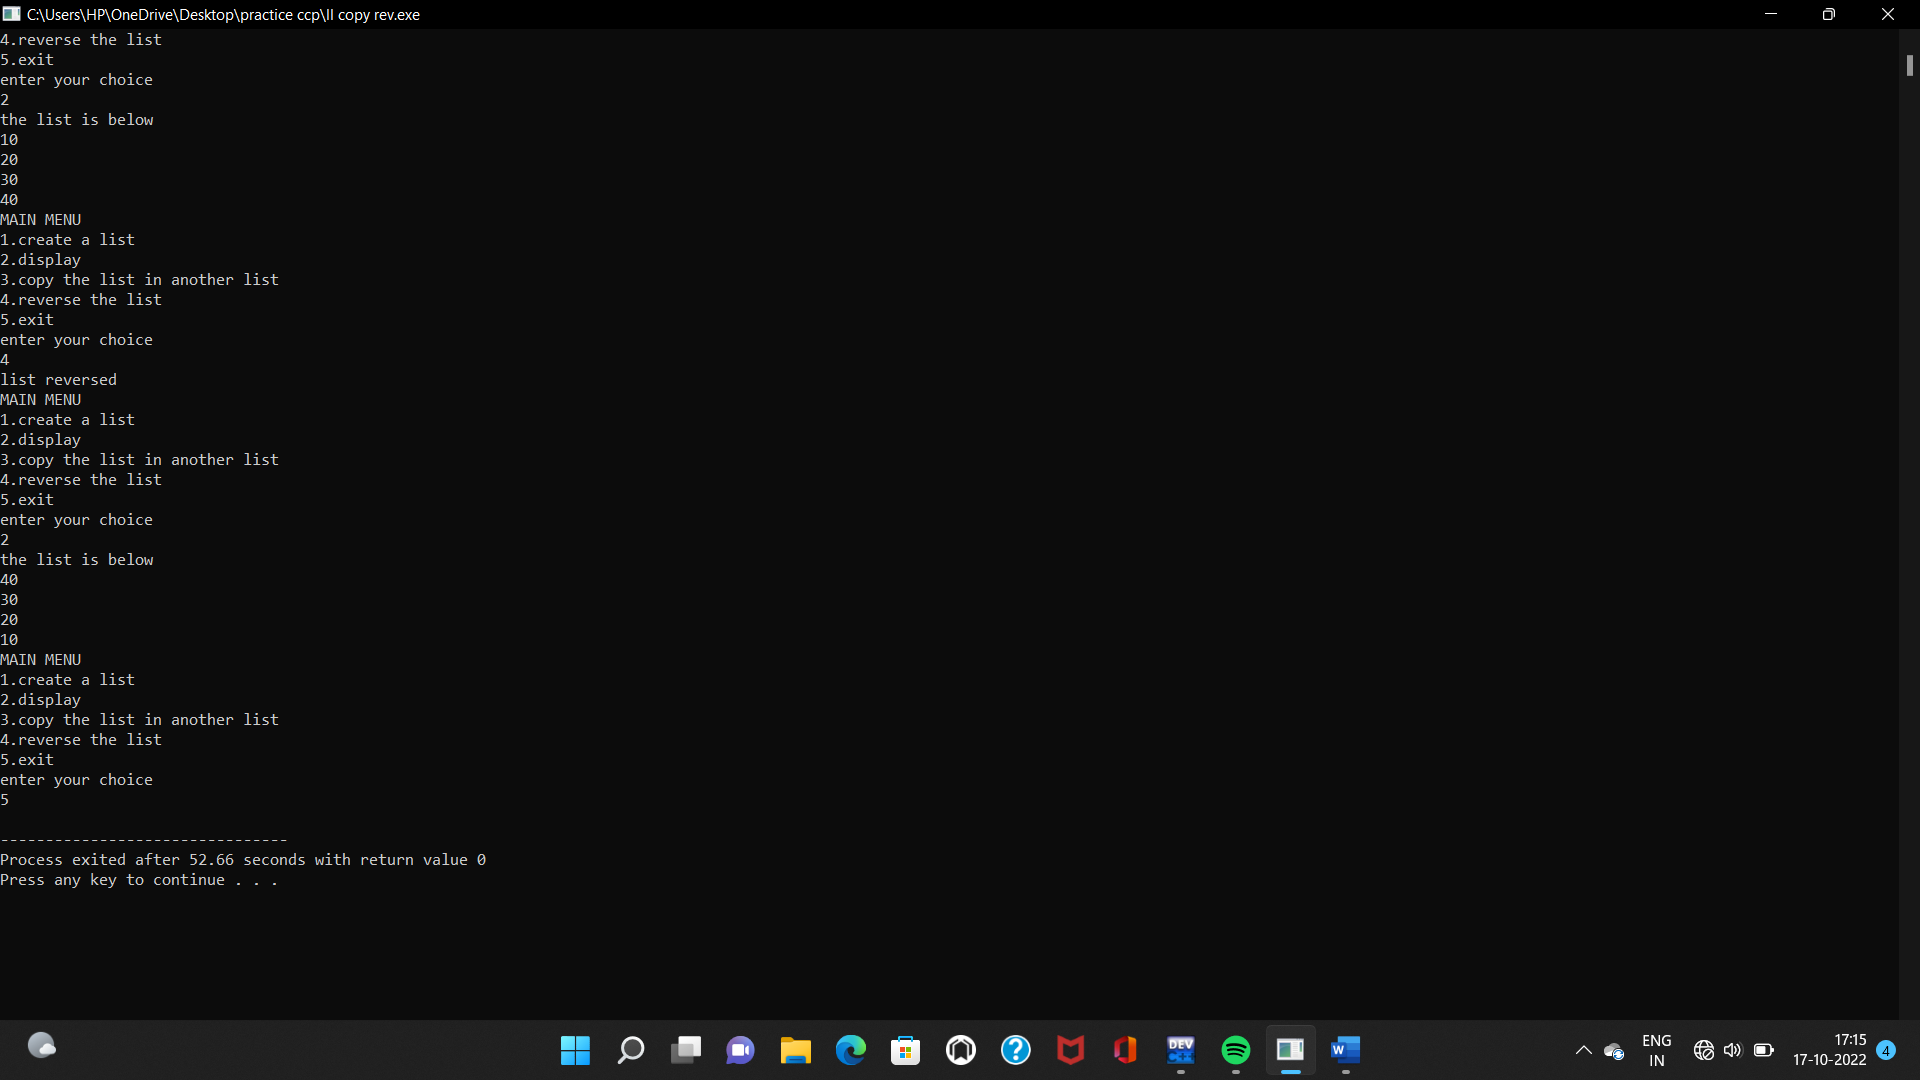 C:\Users\HP\OneDrive\Desktop\practice ccp\ll copy rev.exe
4.reverse the list
5.exit
enter your choice
2
the list is below
10
20
30
40
MAIN MENU
1.create a list
2.display
3.copy the list in another list
4.reverse the list
5.exit
enter your choice
4
list reversed
MAIN MENU
1.create a list
2.display
3.copy the list in another list
4.reverse the list
5.exit
enter your choice
2
the list is below
40
30
20
10
MAIN MENU
1.create a list
2.display
3.copy the list in another list
4.reverse the list
5.exit
enter your choice
5
--------------------------------
Process exited after 52.66 seconds with return value 0
Press any key to continue . . .
DEV
C++
W
ENG
IN
17:15
17-10-2022
4